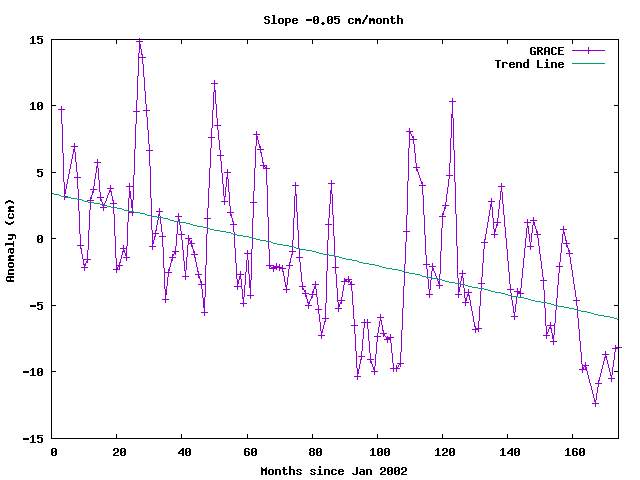 Slope -0.05 cm/month
GRACE
Trend Line
15
10
5
0
-5
-10
-15
Anomaly (cm)
0 20 40 60 80 100 120 140 160
Months since Jan 2002